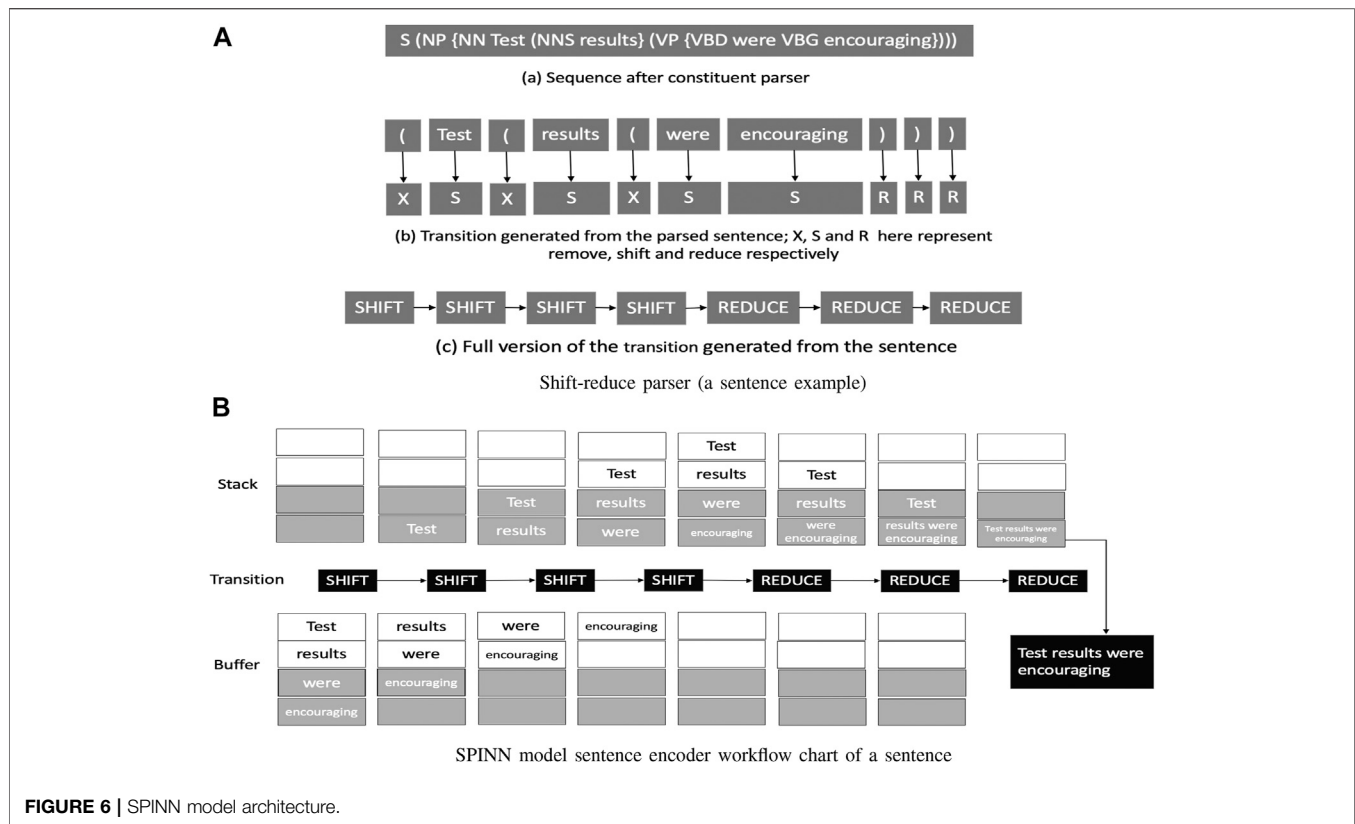 A
S (NP {NN Test (NNS results} (VP {VBD were VBG encouraging})))
(a) Sequence after constituent parser
( Test ( results ( were encouraging ) ) )
X S X S X S S R R R
(b) Transition generated from the parsed sentence; X, S and R here represent
remove, shift and reduce respectively
SHIFT SHIFT SHIFT SHIFT REDUCE REDUCE REDUCE
(c) Full version of the transition generated from the sentence
Shift-reduce parser (a sentence example)
B
Test
Test results Test
Stack
Test results were results Test
Test results were encouraging were encouraging results were encouraging Test results were encouraging
Transition SHIFT SHIFT SHIFT SHIFT REDUCE REDUCE REDUCE
Test results were encouraging
results were encouraging
Buffer
were encouraging
encouraging
Test results were
encouraging
SPINN model sentence encoder workflow chart of a sentence
FIGURE 6 | SPINN model architecture.